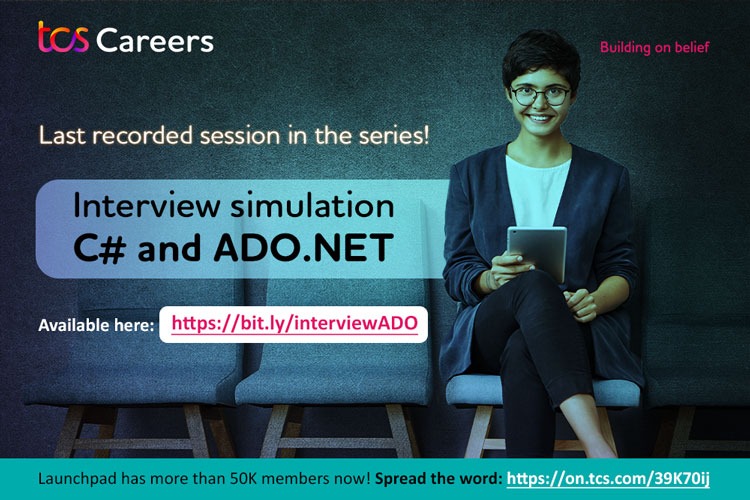 tcs Careers
Building on belief
Last recorded session in the series!
Interview simulation
C# and ADO.NET
Available here: https://bit.ly/interviewADO
Launchpad has more than 50K members now! Spread the word: https://on.tcs.com/39K70ij